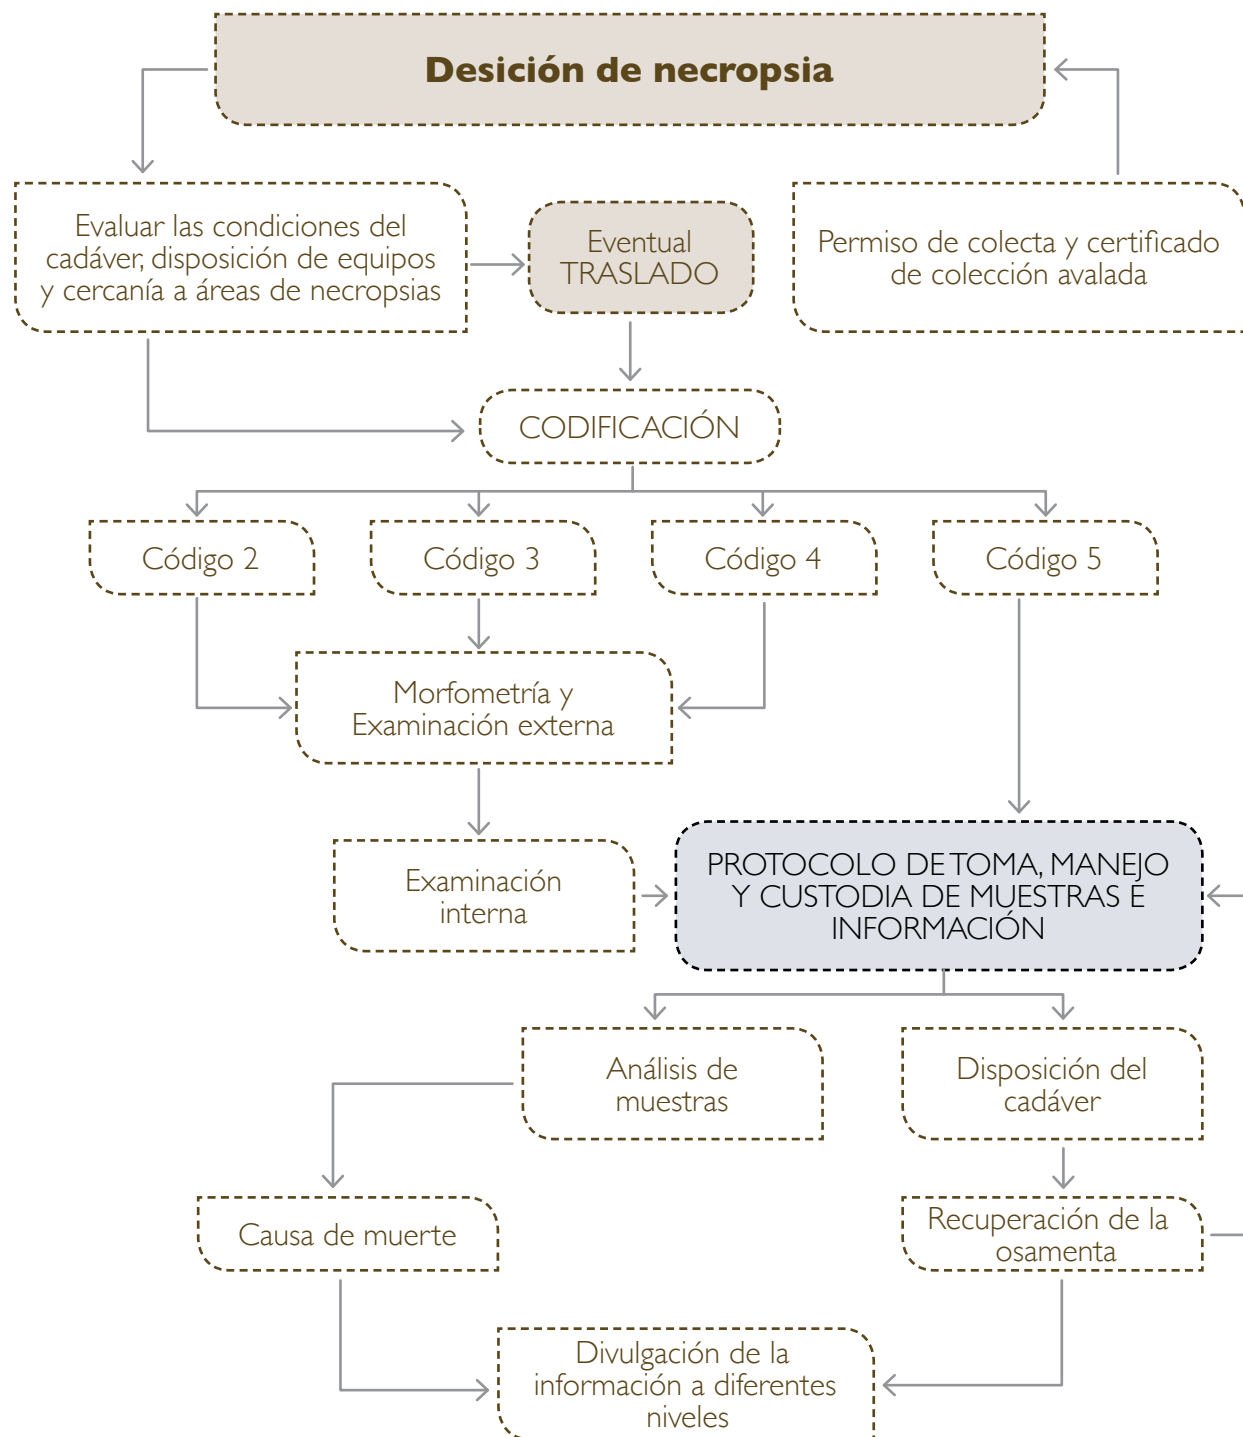 Desición de necropsia
Evaluar las condiciones del
cadáver, disposición de equipos
y cercanía a áreas de necropsias
Eventual
TRASLADO
Permiso de colecta y certificado
de colección avalada
CODIFICACIÓN
Código 2
Código 3
Código 4
Código 5
Morfometría y
Examinación externa
Examinación
interna
PROTOCOLO DE TOMA, MANEJO
Y CUSTODIA DE MUESTRAS E
INFORMACIÓN
Análisis de
muestras
Disposición del
cadáver
Causa de muerte
Recuperación de la
osamenta
Divulgación de la
información a diferentes
niveles